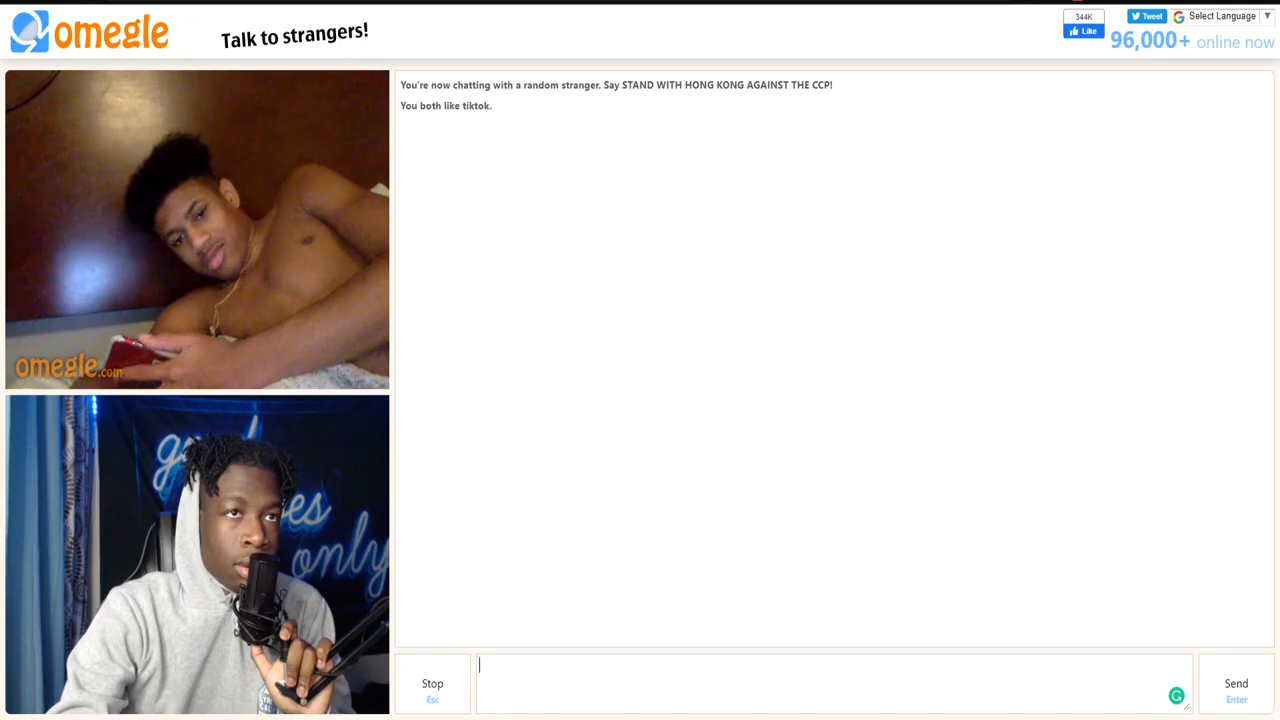 omegle
Talk to strangers!
344K
Like
Tweet
Select Language ▼
96,000+ online now
You're now chatting with a random stranger. Say STAND WITH HONG KONG AGAINST THE CCP!
You both like tiktok.
omegle.com
only
Stop
Esc
Send
Enter